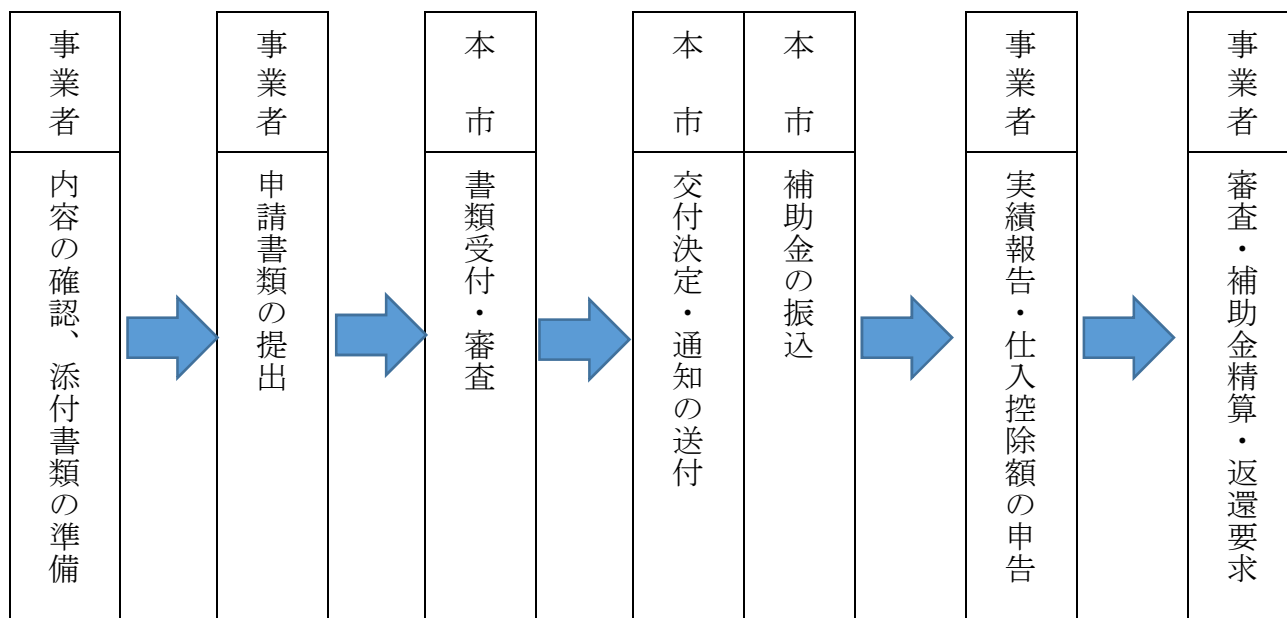 事業者
内容の確認、添付書類の準備
事業者
申請書類の提出
本市
書類受付・審査
本市
交付決定・通知の送付
本市
補助金の振込
事業者
実績報告・仕入控除額の申告
事業者
審査・補助金精算・返還要求